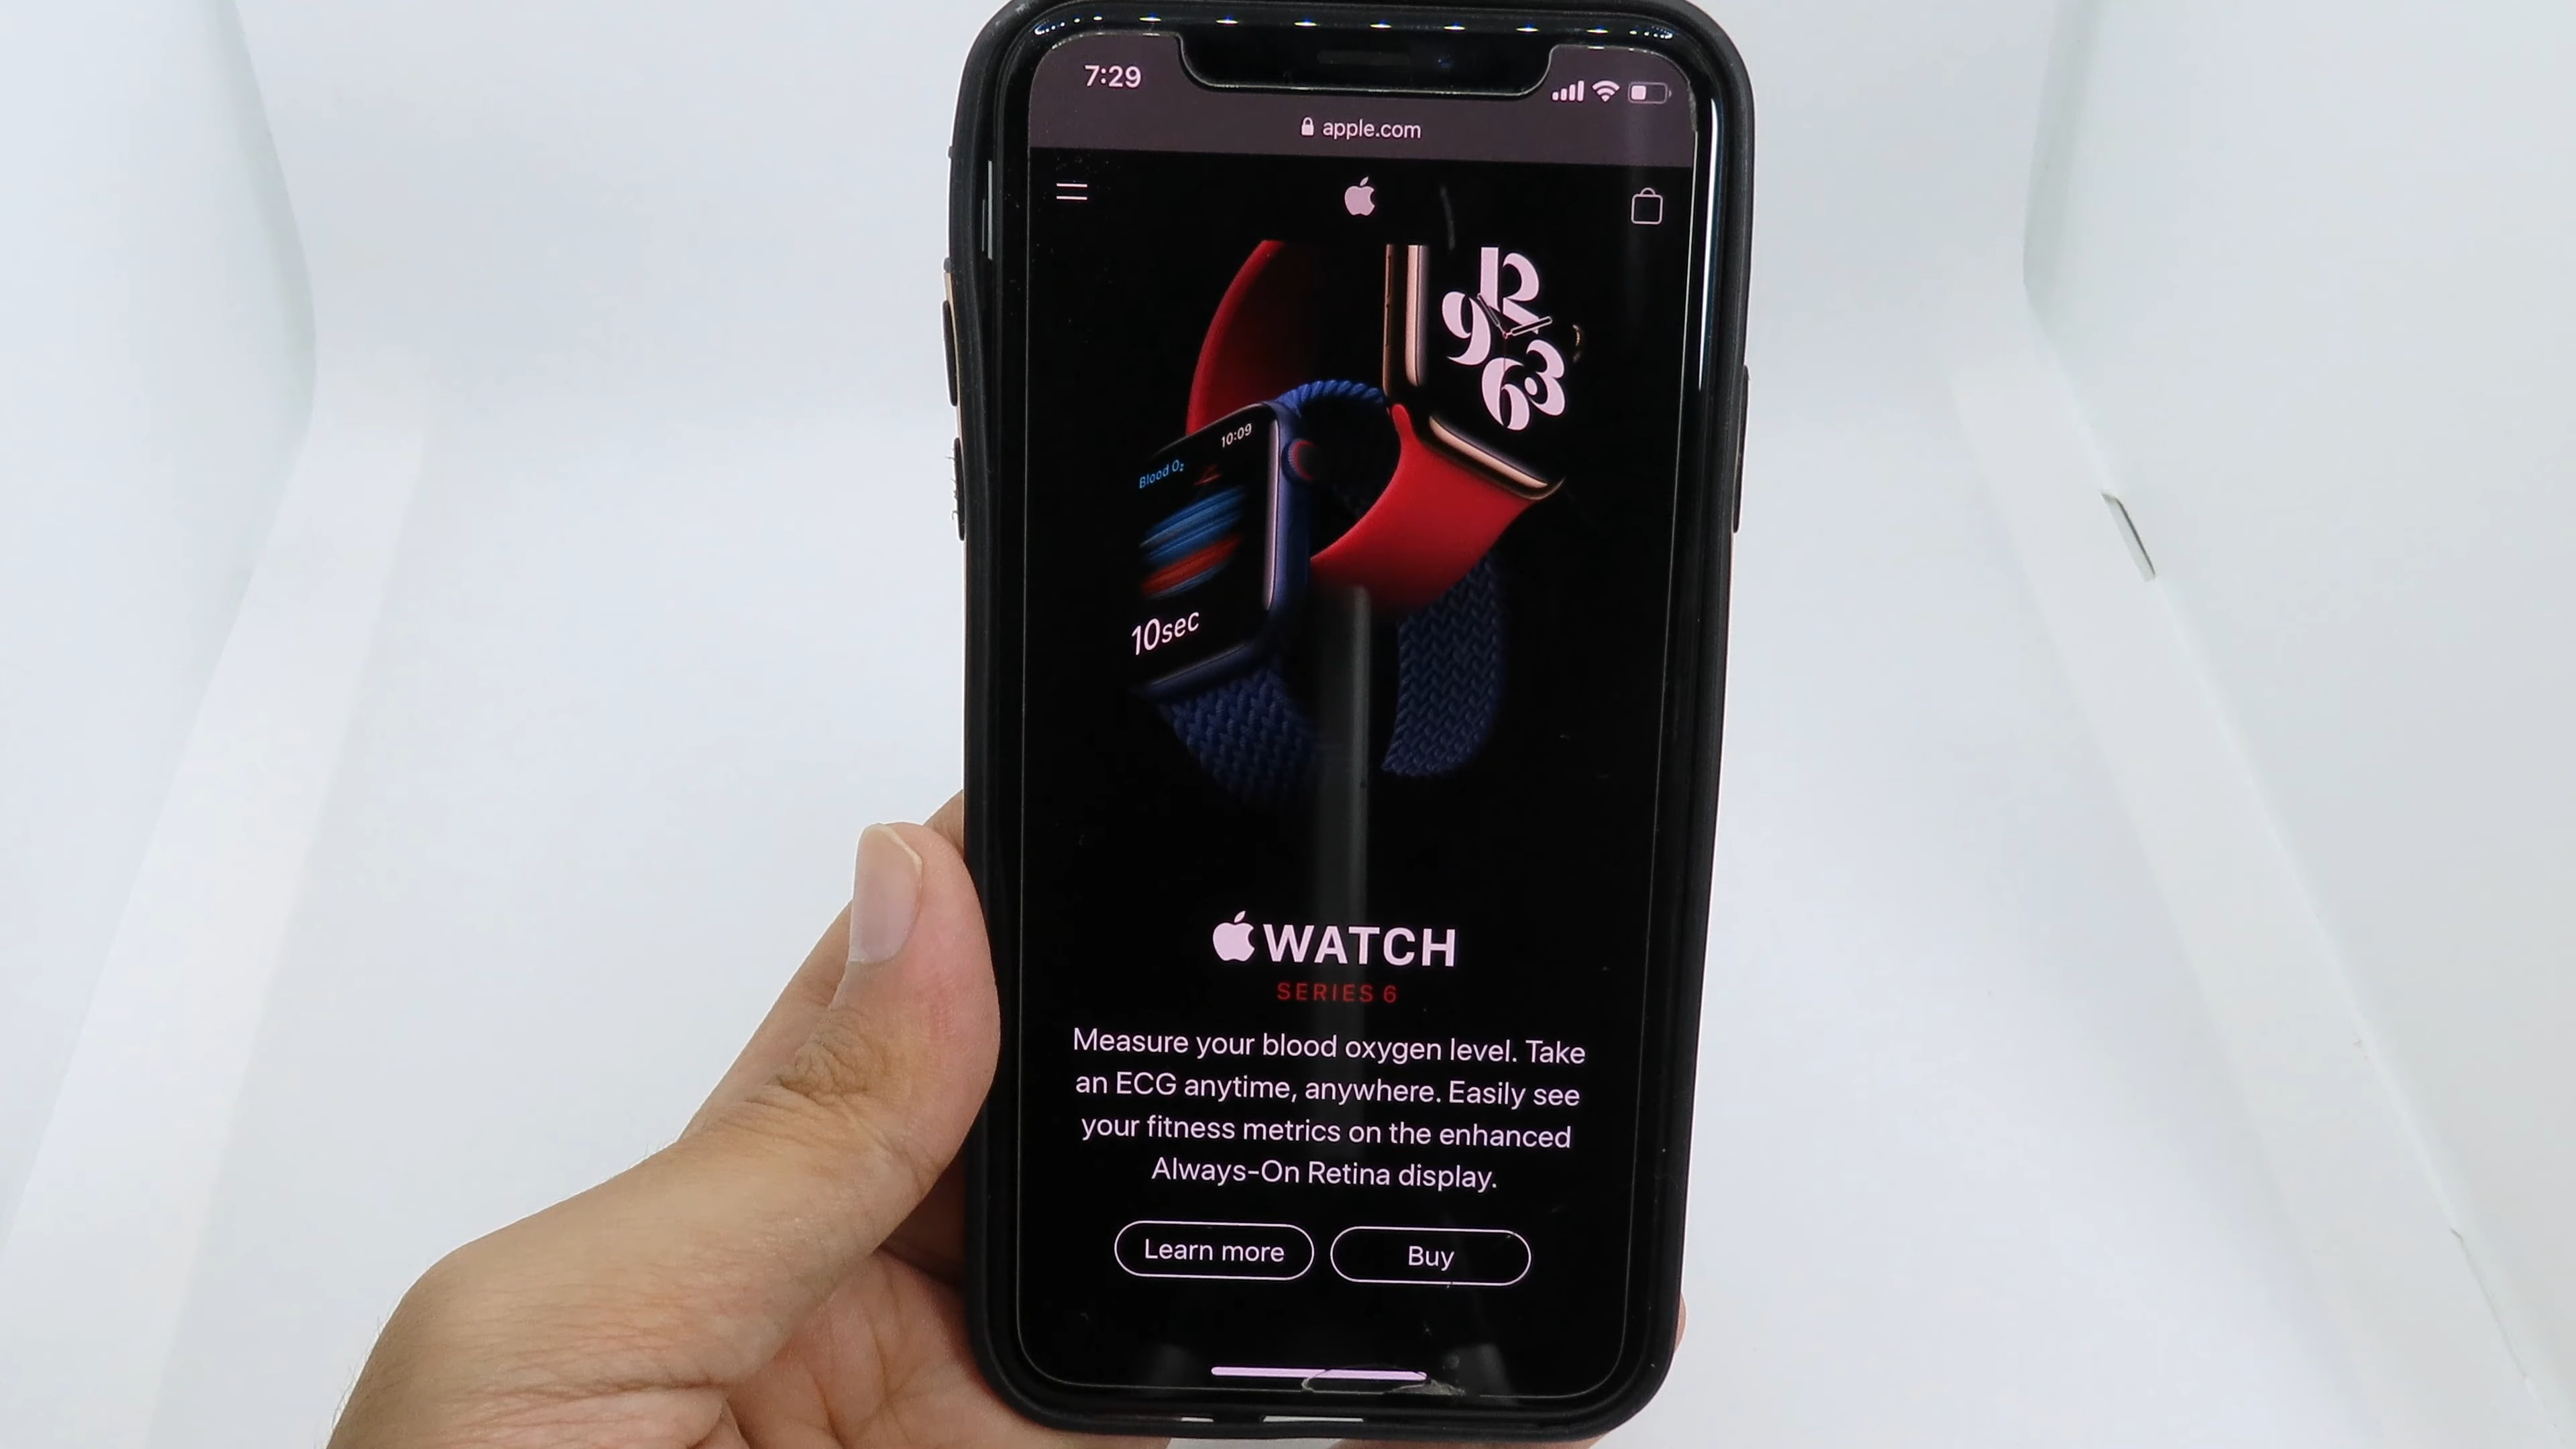 7:29
apple.com
12
9
3
6
10:09
Blood O₂
10sec
WATCH
SERIES 6
Measure your blood oxygen level. Take
an ECG anytime, anywhere. Easily see
your fitness metrics on the enhanced
Always-On Retina display.
Learn more
Buy